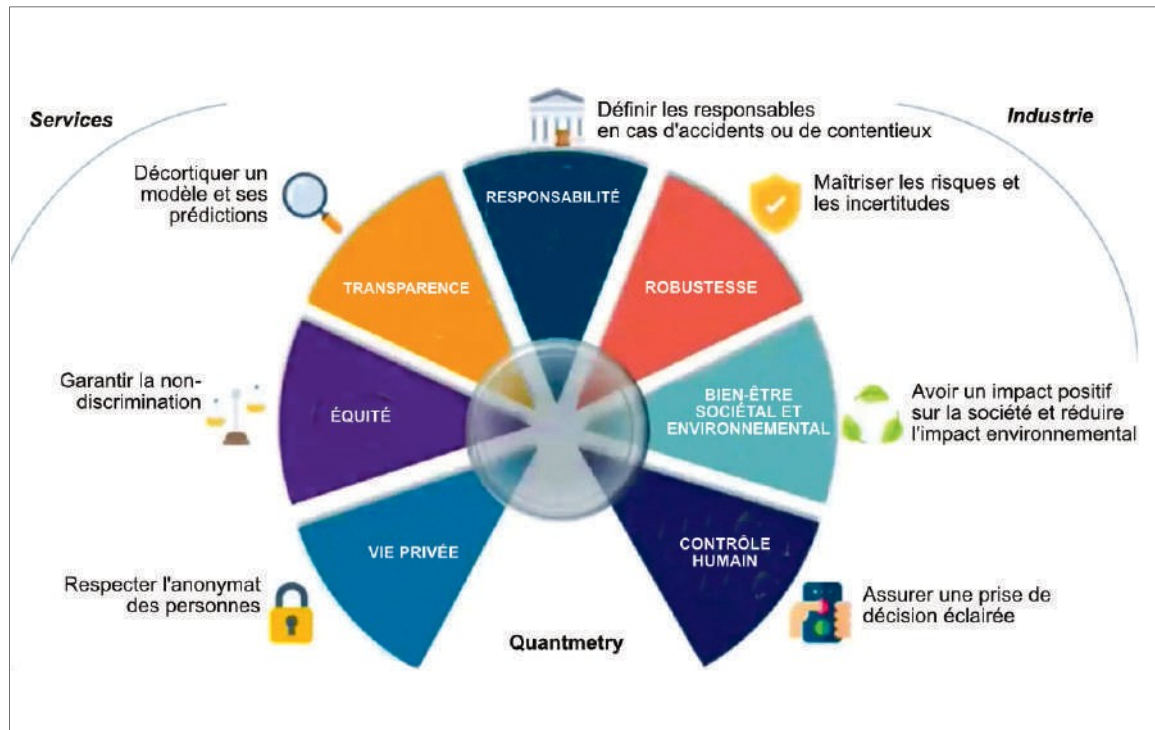 Services
Industrie
Définir les responsables
en cas d'accidents ou de contentieux
Décortiquer un
modèle et ses
prédictions
Maîtriser les risques et
les incertitudes
RESPONSABILITÉ
TRANSPARENCE
ROBUSTESSE
Garantir la non-
discrimination
ÉQUITÉ
BIEN-ÊTRE
SOCIÉTAL ET
ENVIRONNEMENTAL
Avoir un impact positif
sur la société et réduire
l'impact environnemental
VIE PRIVÉE
CONTRÔLE
HUMAIN
Respecter l'anonymat
des personnes
Assurer une prise de
décision éclairée
Quantmetry